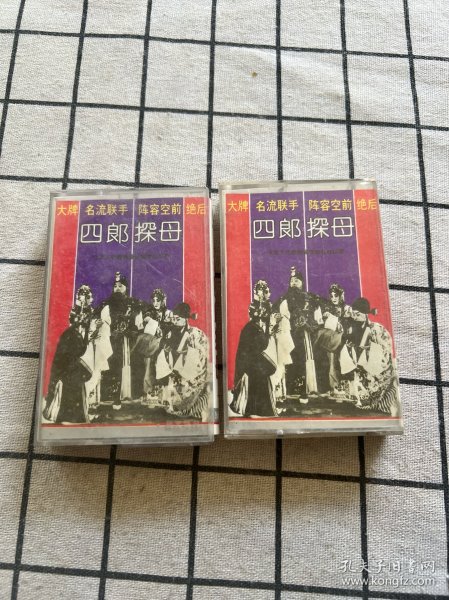 大牌 名流联手 阵容空前 绝后
四郎探母
大牌 名流联手 阵容空前 绝后
四郎探母
孔夫子旧书网
www.kongfz.com